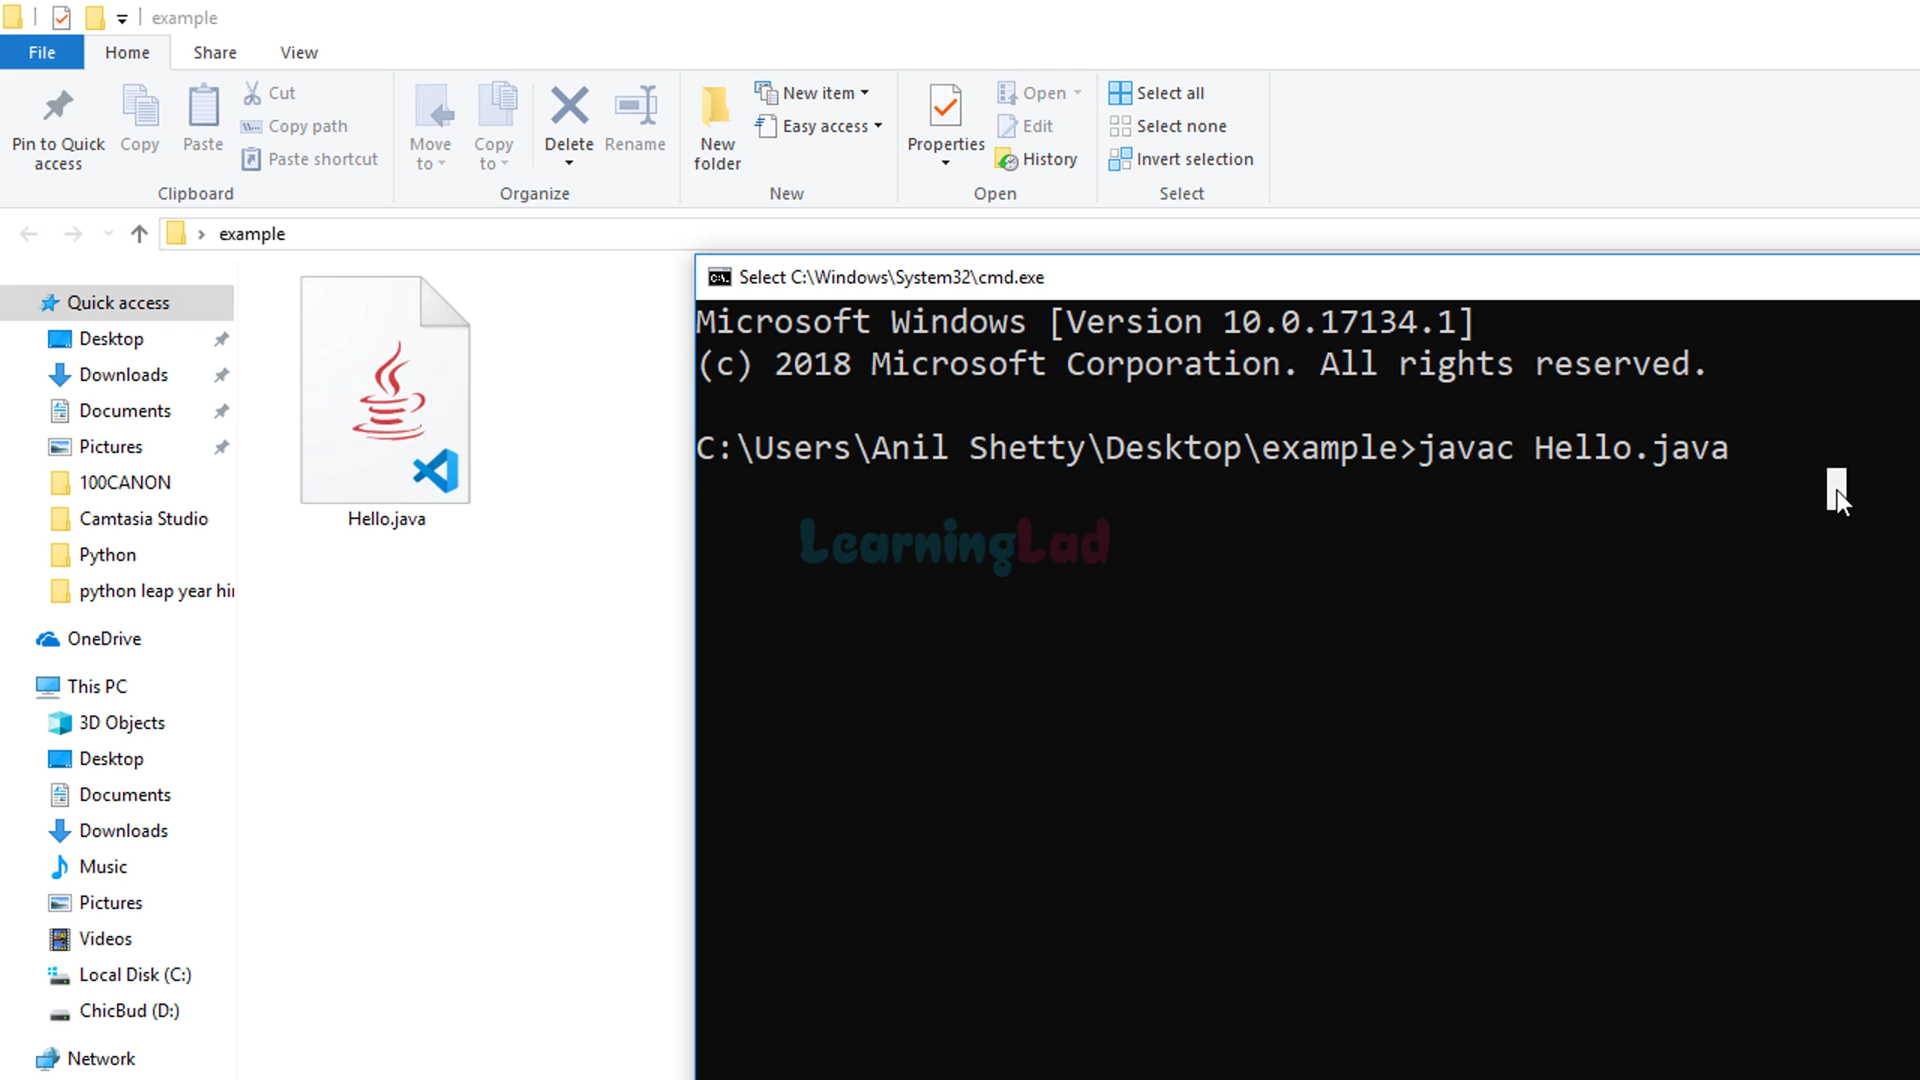 example
File Home Share View
Pin to Quick access
Copy
Paste
Cut
Copy path
Paste shortcut
Clipboard
Move to
Copy to
Delete
Rename
Organize
New folder
New item
Easy access
New
Properties
Open
Edit
History
Open
Select all
Select none
Invert selection
Select
example
Quick access
Desktop
Downloads
Documents
Pictures
100CANON
Camtasia Studio
Python
python leap year hi
OneDrive
This PC
3D Objects
Desktop
Documents
Downloads
Music
Pictures
Videos
Local Disk (C:)
ChicBud (D:)
Network
Hello.java
C:\. Select C:\Windows\System32\cmd.exe
Microsoft Windows [Version 10.0.17134.1]
(c) 2018 Microsoft Corporation. All rights reserved.
C:\Users\Anil Shetty\Desktop\example>javac Hello.java
LearningLad